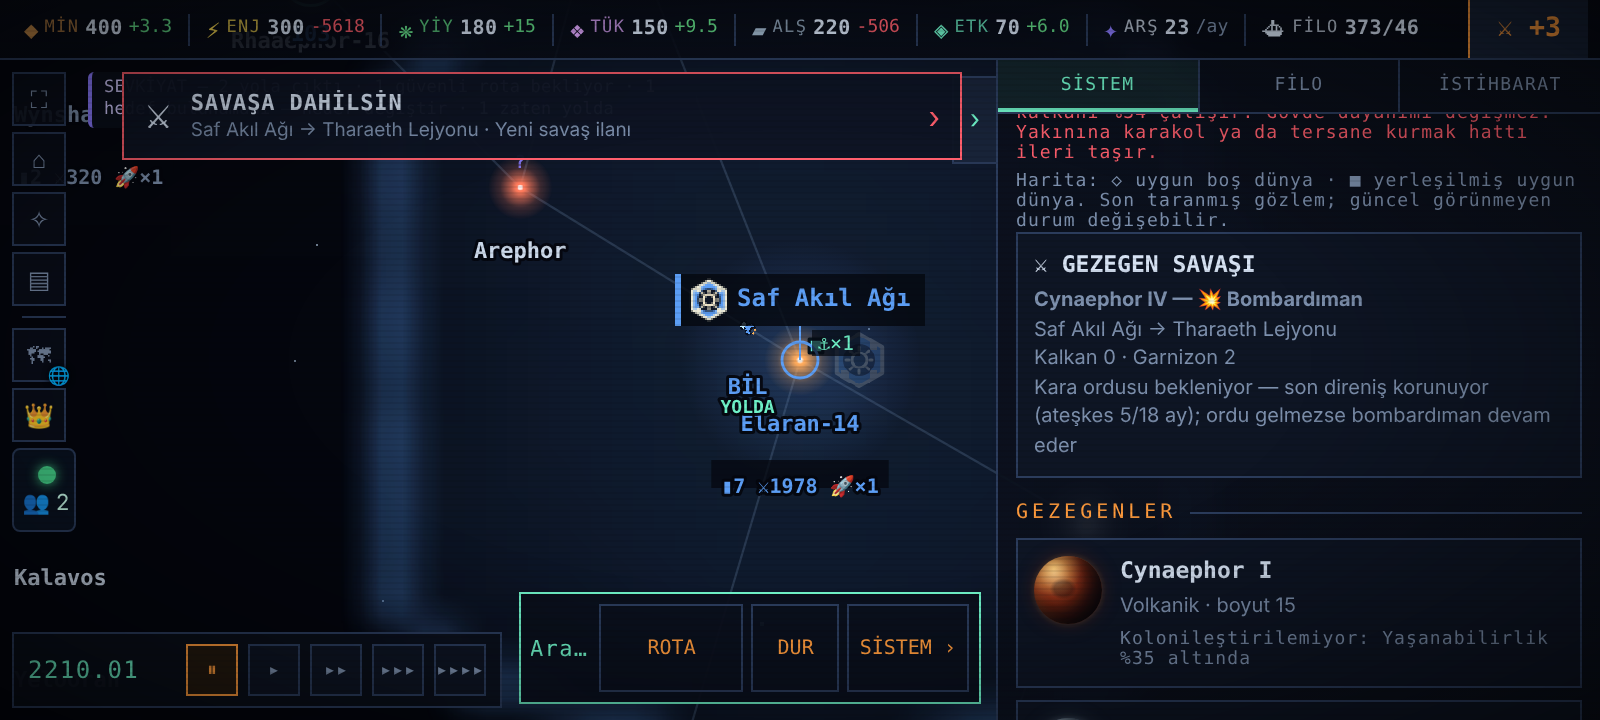 MİN 400 +3.3 ENJ 300 -5618 YİY 150 +15 TÜK 150 +9.5 ALŞ 220 -506 ETK 70 +6.0 ARŞ 23 /ay FİLO 373/46 +3
SİSTEM FİLO İSTİHBARAT
SAVAŞA DAHİLSİN
Saf Akıl Ağı → Tharaeth Lejyonu · Yeni savaş ilanı
320 ×1
Arephor
Saf Akıl Ağı
×1
BİL
YOLDA
Elaran-14
7 ⚔1978 ×1
2
Kalavos
2210.01
Ara… ROTA DUR SİSTEM ›
Yakınına karakol ya da tersane kurmak hattı
ileri taşır.
Harita: ◇ uygun boş dünya · ■ yerleşilmiş uygun
dünya. Son taranmış gözlem; güncel görünmeyen
durum değişebilir.
⚔ GEZEGEN SAVAŞI
Cynaephor IV — 💥 Bombardıman
Saf Akıl Ağı → Tharaeth Lejyonu
Kalkan 0 · Garnizon 2
Kara ordusu bekleniyor — son direniş korunuyor
(ateşkes 5/18 ay); ordu gelmezse bombardıman devam
eder
GEZEGENLER
Cynaephor I
Volkanik · boyut 15
Kolonileştirilemiyor: Yaşanabilirlik
%35 altında